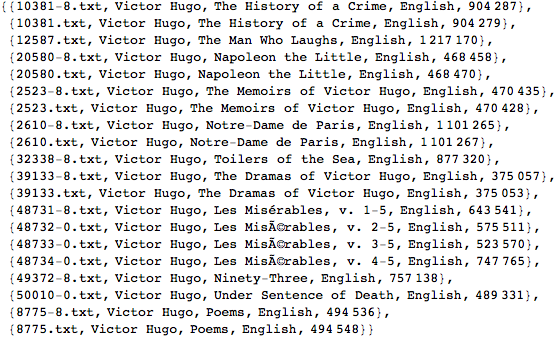 {{10381-8.txt, Victor Hugo, The History of a Crime, English, 904 287},
{10381.txt, Victor Hugo, The History of a Crime, English, 904 279},
{12587.txt, Victor Hugo, The Man Who Laughs, English, 1 217 170},
{20580-8.txt, Victor Hugo, Napoleon the Little, English, 468 458},
{20580.txt, Victor Hugo, Napoleon the Little, English, 468 470},
{2523-8.txt, Victor Hugo, The Memoirs of Victor Hugo, English, 470 435},
{2523.txt, Victor Hugo, The Memoirs of Victor Hugo, English, 470 428},
{2610-8.txt, Victor Hugo, Notre-Dame de Paris, English, 1 101 265},
{2610.txt, Victor Hugo, Notre-Dame de Paris, English, 1 101 267},
{32338-8.txt, Victor Hugo, Toilers of the Sea, English, 877 320},
{39133-8.txt, Victor Hugo, The Dramas of Victor Hugo, English, 375 057},
{39133.txt, Victor Hugo, The Dramas of Victor Hugo, English, 375 053},
{48731-8.txt, Victor Hugo, Les Misérables, v. 1-5, English, 643 541},
{48732-0.txt, Victor Hugo, Les MisÃ©rables, v. 2-5, English, 575 511},
{48733-0.txt, Victor Hugo, Les MisÃ©rables, v. 3-5, English, 523 570},
{48734-0.txt, Victor Hugo, Les MisÃ©rables, v. 4-5, English, 747 765},
{49372-8.txt, Victor Hugo, Ninety-Three, English, 757 138},
{50010-0.txt, Victor Hugo, Under Sentence of Death, English, 489 331},
{8775-8.txt, Victor Hugo, Poems, English, 494 536},
{8775.txt, Victor Hugo, Poems, English, 494 548}}